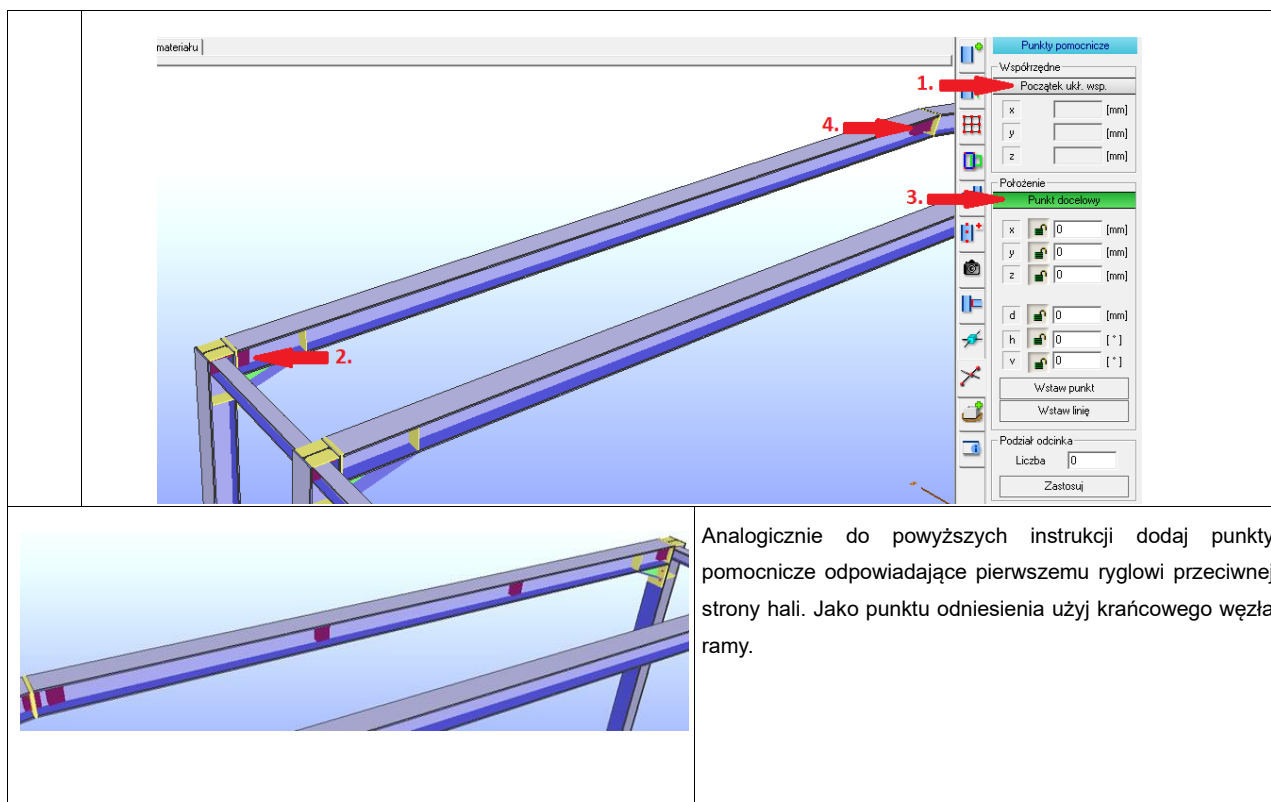 materiału
Punkty pomocnicze
Współrzędne
1.
Początek ukł. wsp.
x [mm]
y [mm]
z [mm]
4.
Położenie
3.
Punkt docelowy
x 0 [mm]
y 0 [mm]
z 0 [mm]
d 0 [mm]
h 0 [°]
v 0 [°]
2.
Wstaw punkt
Wstaw linię
Podział odcinka
Liczba 0
Zastosuj
Analogicznie do powyższych instrukcji dodaj punkty
pomocnicze odpowiadające pierwszemu ryglowi przeciwnej
strony hali. Jako punktu odniesienia użyj krańcowego węzła
ramy.